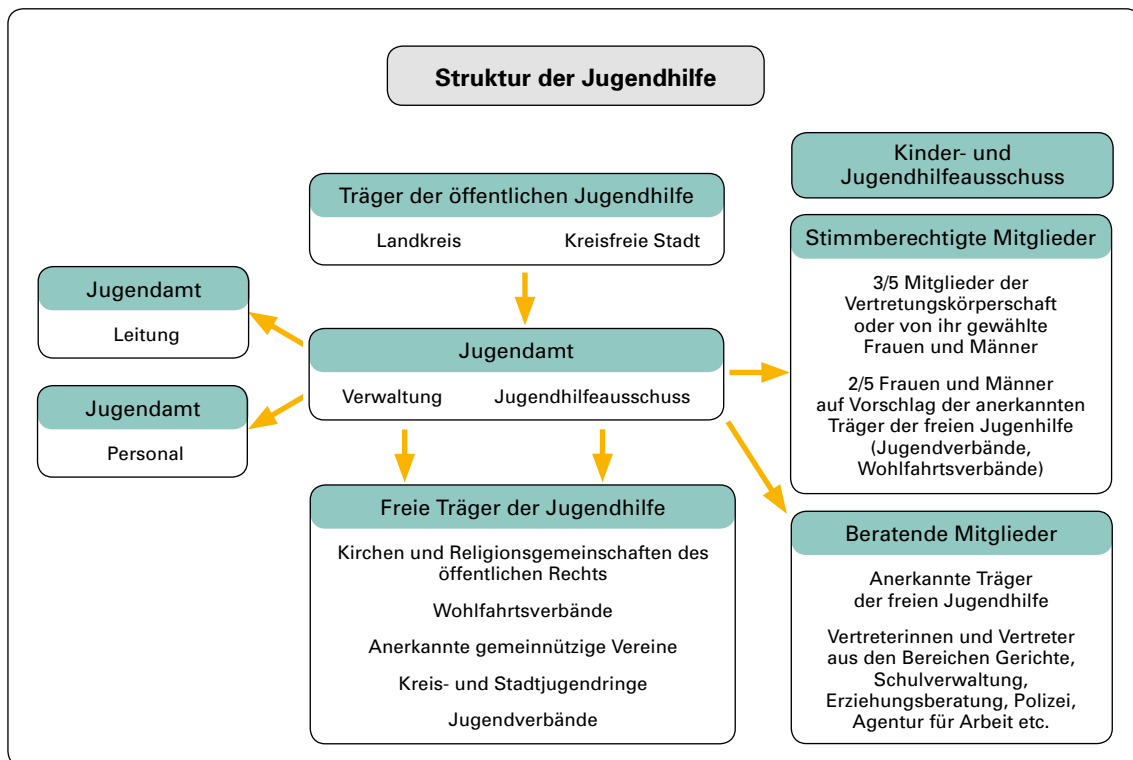 Struktur der Jugendhilfe
Träger der öffentlichen Jugendhilfe
Landkreis Kreisfreie Stadt
Jugendamt
Leitung
Jugendamt
Personal
Jugendamt
Verwaltung Jugendhilfeausschuss
Freie Träger der Jugendhilfe
Kirchen und Religionsgemeinschaften des
öffentlichen Rechts
Wohlfahrtsverbände
Anerkannte gemeinnützige Vereine
Kreis- und Stadtjugendringe
Jugendverbände
Kinder- und
Jugendhilfeausschuss
Stimmberechtigte Mitglieder
3/5 Mitglieder der
Vertretungskörperschaft
oder von ihr gewählte
Frauen und Männer
2/5 Frauen und Männer
auf Vorschlag der anerkannten
Träger der freien Jugenhilfe
(Jugendverbände,
Wohlfahrtsverbände)
Beratende Mitglieder
Anerkannte Träger
der freien Jugendhilfe
Vertreterinnen und Vertreter
aus den Bereichen Gerichte,
Schulverwaltung,
Erziehungsberatung, Polizei,
Agentur für Arbeit etc.